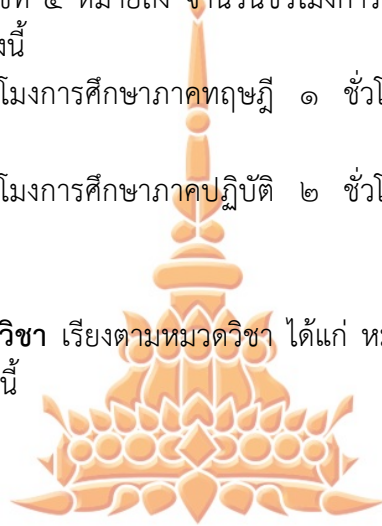 ที่ ๔ หมายถึง จำนวนชั่วโมงการ
งนี้
โมงการศึกษาภาคทฤษฎี ๑ ชั่วโ
โมงการศึกษาภาคปฏิบัติ ๒ ชั่วโ
วิชา เรียงตามหมวดวิชา ได้แก่ หม
นี้